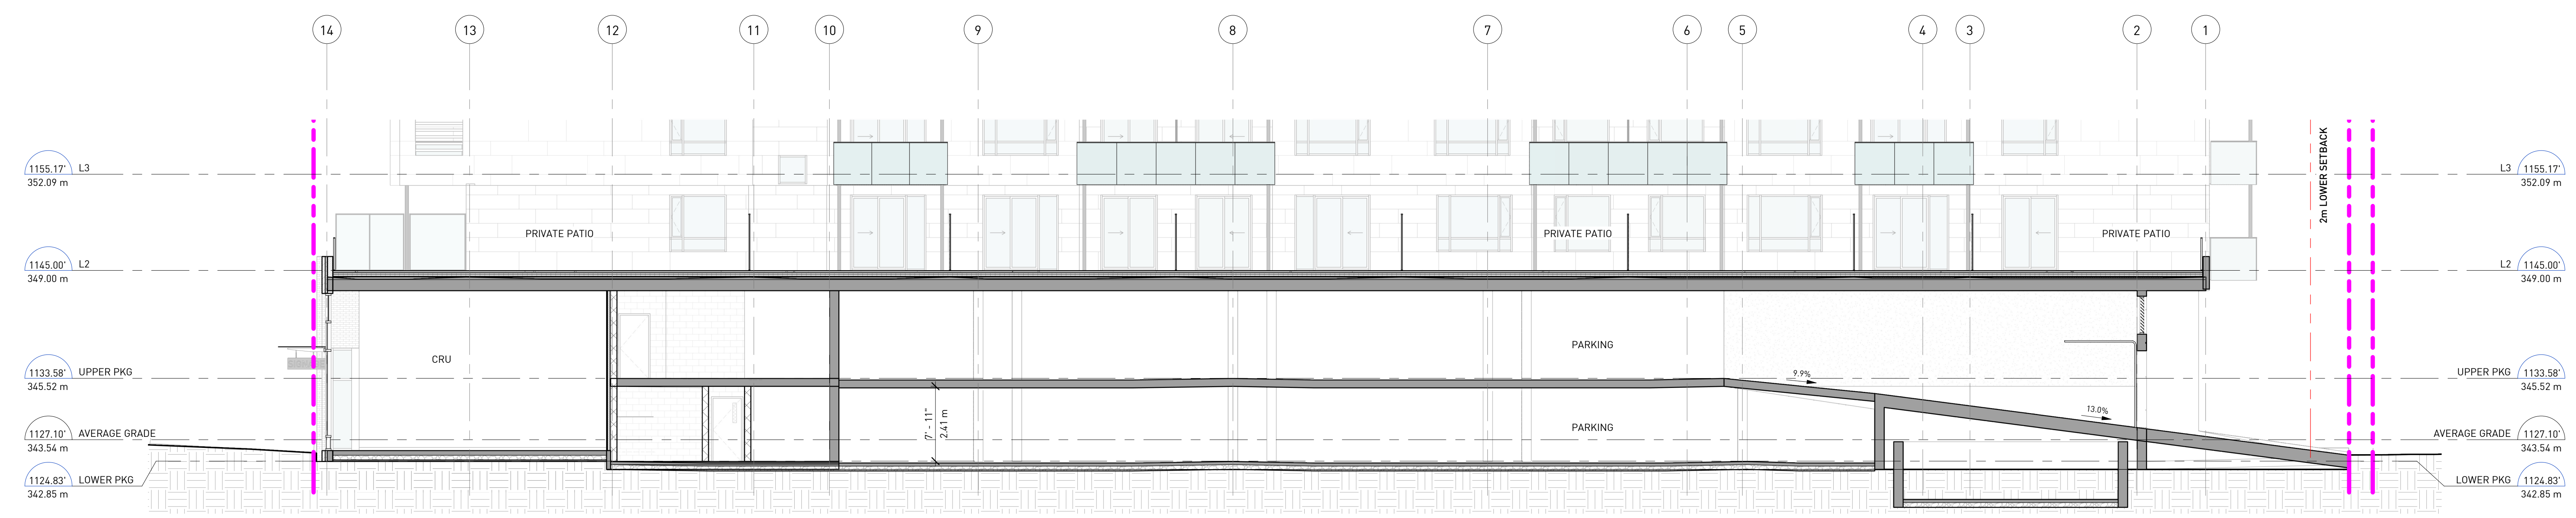 14 13 12 11 10 9 8 7 6 5 4 3 2 1
2m LOWER SETBACK
1155.17' L3
352.09 m
L3 1155.17'
352.09 m
PRIVATE PATIO
PRIVATE PATIO
PRIVATE PATIO
1145.00' L2
349.00 m
L2 1145.00'
349.00 m
CRU
PARKING
1133.58' UPPER PKG
345.52 m
9.9%
UPPER PKG 1133.58'
345.52 m
7' - 11"
2.41 m
PARKING
13.0%
1127.10' AVERAGE GRADE
343.54 m
AVERAGE GRADE 1127.10'
343.54 m
1124.83' LOWER PKG
342.85 m
LOWER PKG 1124.83'
342.85 m